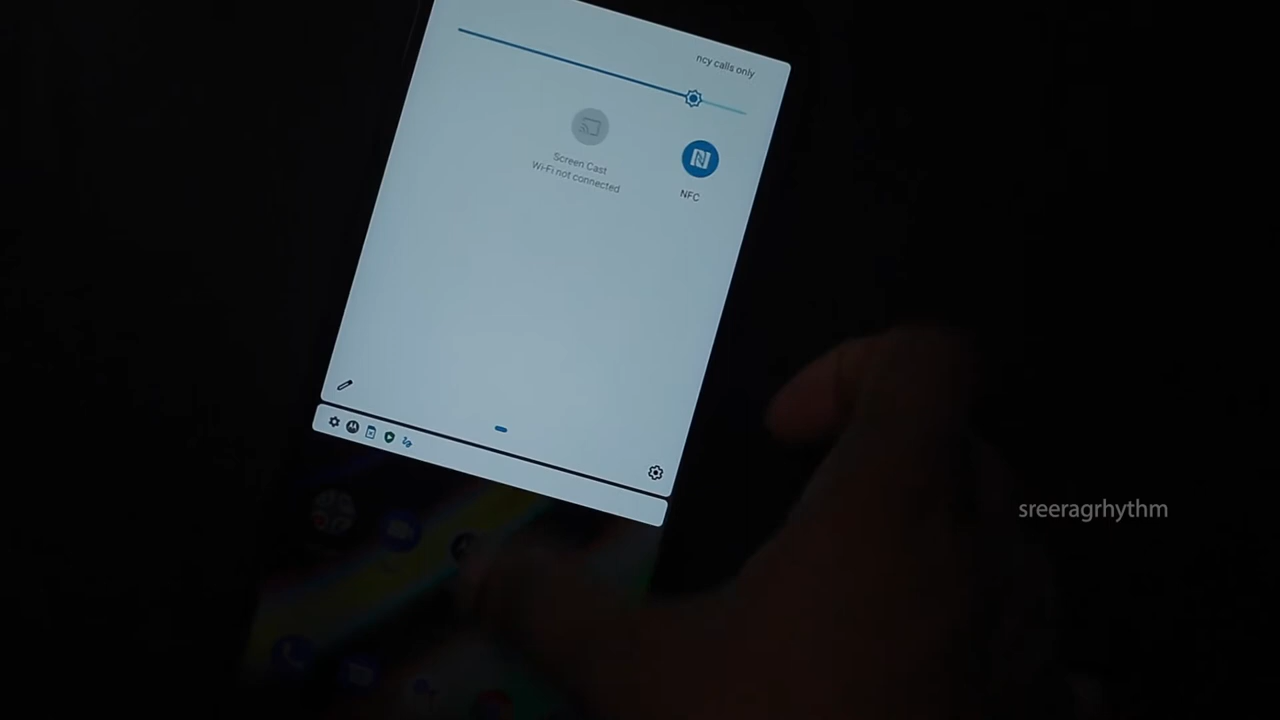 ncy calls only
Screen Cast
Wi-Fi not connected
NFC
sreeragrhythm